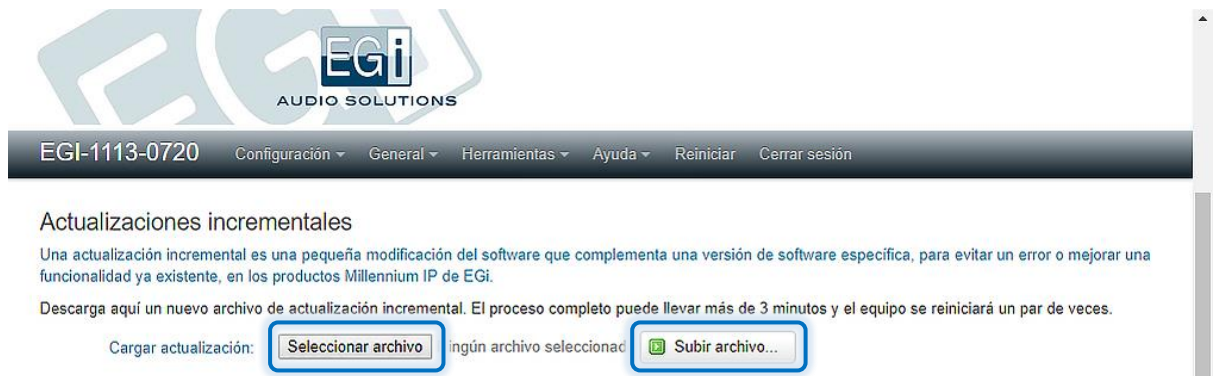 EGi
AUDIO SOLUTIONS
EGI-1113-0720 Configuración General Herramientas Ayuda Reiniciar Cerrar sesión
Actualizaciones incrementales
Una actualización incremental es una pequeña modificación del software que complementa una versión de software específica, para evitar un error o mejorar una
funcionalidad ya existente, en los productos Millennium IP de EGi.
Descarga aquí un nuevo archivo de actualización incremental. El proceso completo puede llevar más de 3 minutos y el equipo se reiniciará un par de veces.
Cargar actualización: Seleccionar archivo ingún archivo seleccionad Subir archivo...